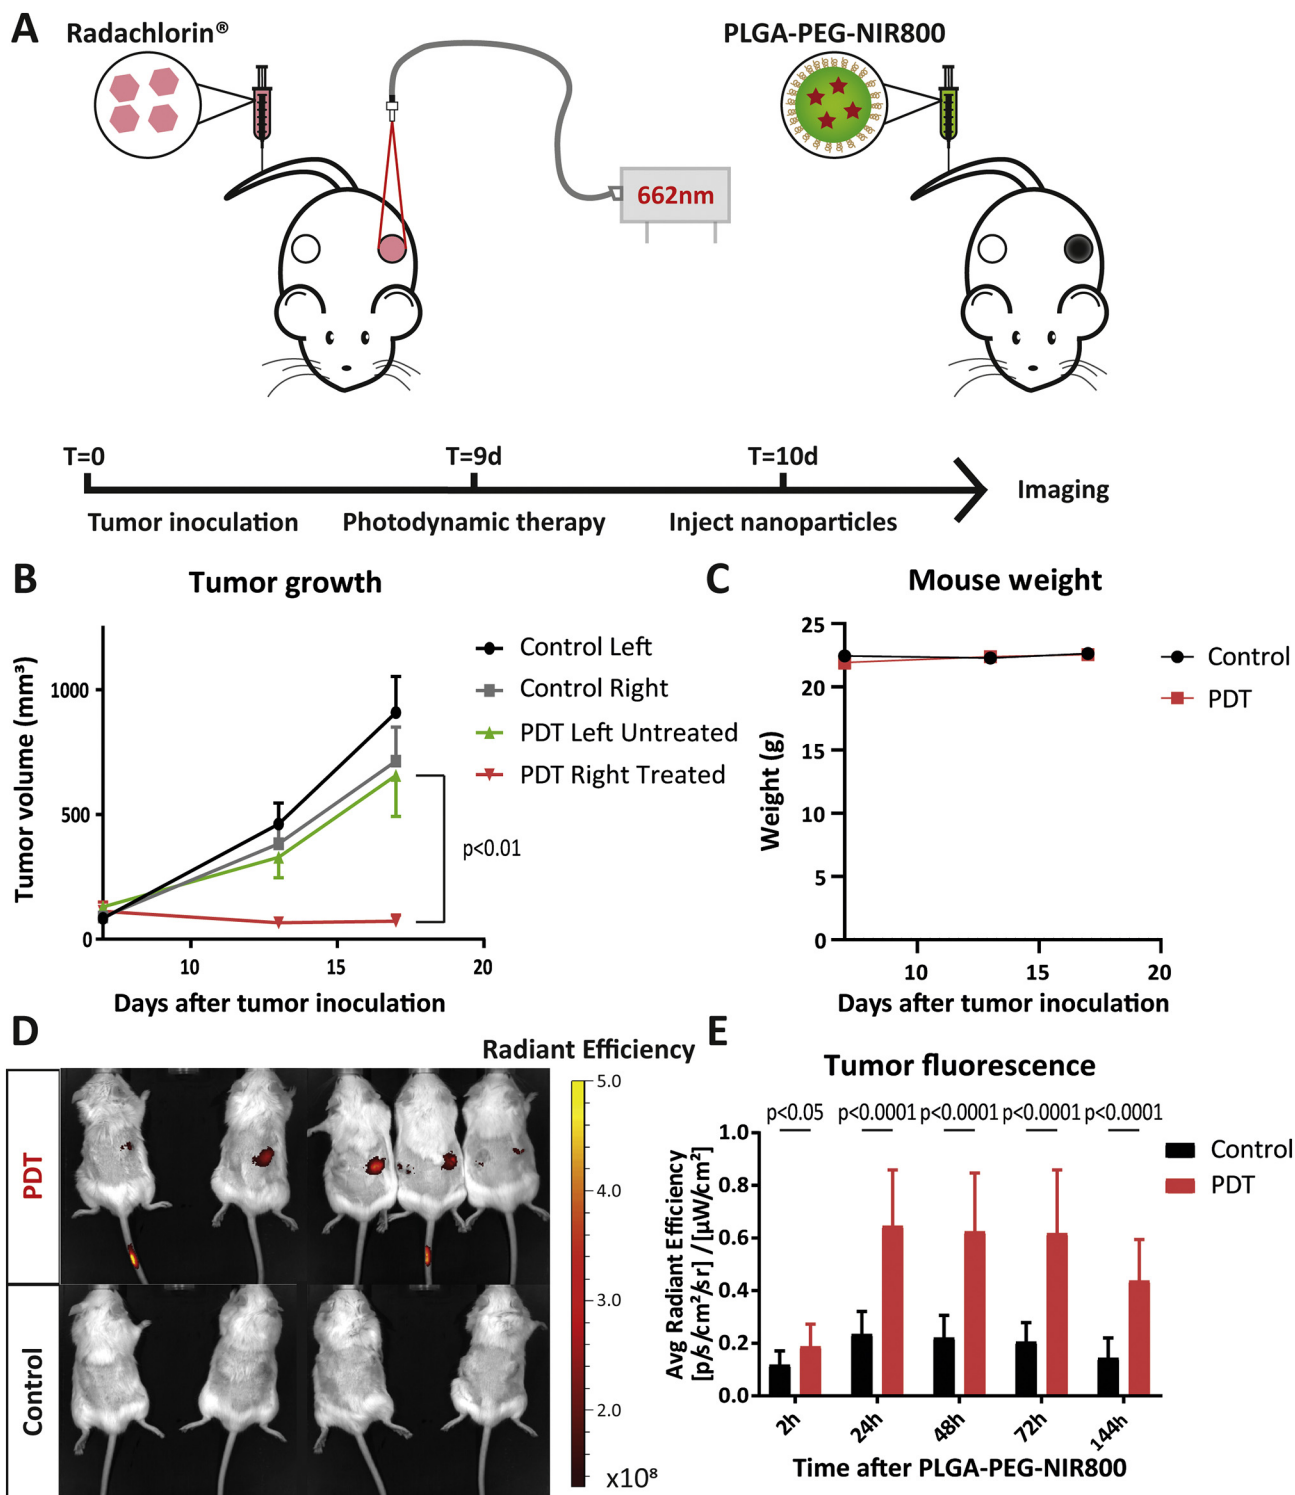 A
Radachlorin®
PLGA-PEG-NIR800
662nm
T=0
T=9d
T=10d
Imaging
Tumor inoculation
Photodynamic therapy
Inject nanoparticles
B
Tumor growth
Tumor volume (mm³)
1000
500
0
10
15
20
Days after tumor inoculation
Control Left
Control Right
PDT Left Untreated
PDT Right Treated
p<0.01
C
Mouse weight
Weight (g)
25
20
15
10
5
0
10
15
20
Days after tumor inoculation
Control
PDT
D
Radiant Efficiency
PDT
Control
5.0
4.0
3.0
2.0
x10⁸
E
Tumor fluorescence
p<0.05
p<0.0001
p<0.0001
p<0.0001
p<0.0001
Avg Radiant Efficiency
[p/s/cm²/sr] / [µW/cm²]
1.0
0.8
0.6
0.4
0.2
0.0
2h
24h
48h
72h
144h
Time after PLGA-PEG-NIR800
Control
PDT